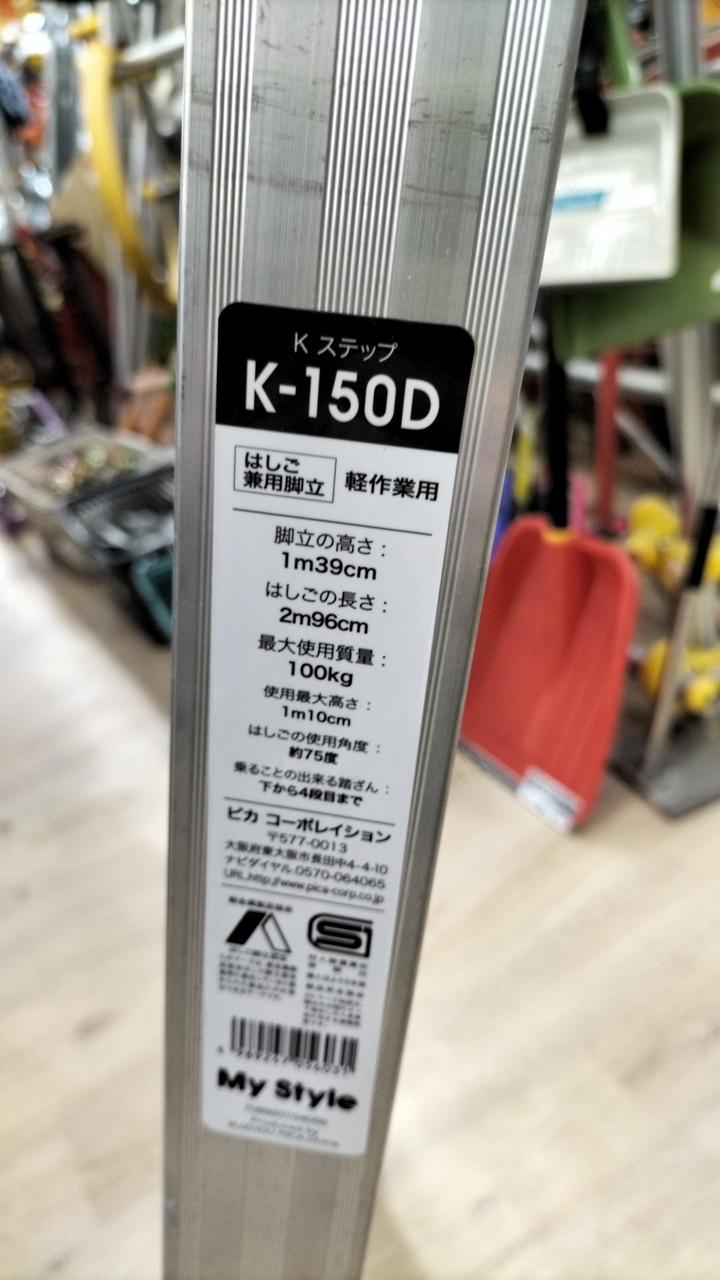 K ステップ
K-150D
はしご
兼用脚立
軽作業用
脚立の高さ：
1m39cm
はしごの長さ：
2m96cm
最大使用質量：
100kg
使用最大高さ：
1m10cm
はしごの使用角度：
約75度
乗ることの出来る踏ざん：
下から4段目まで
ピカ コーポレイション
〒577-0013
大阪府東大阪市長田中4-4-10
ナビダイヤル.0570-064065
URL.http://www.pica-corp.co.jp
My Style